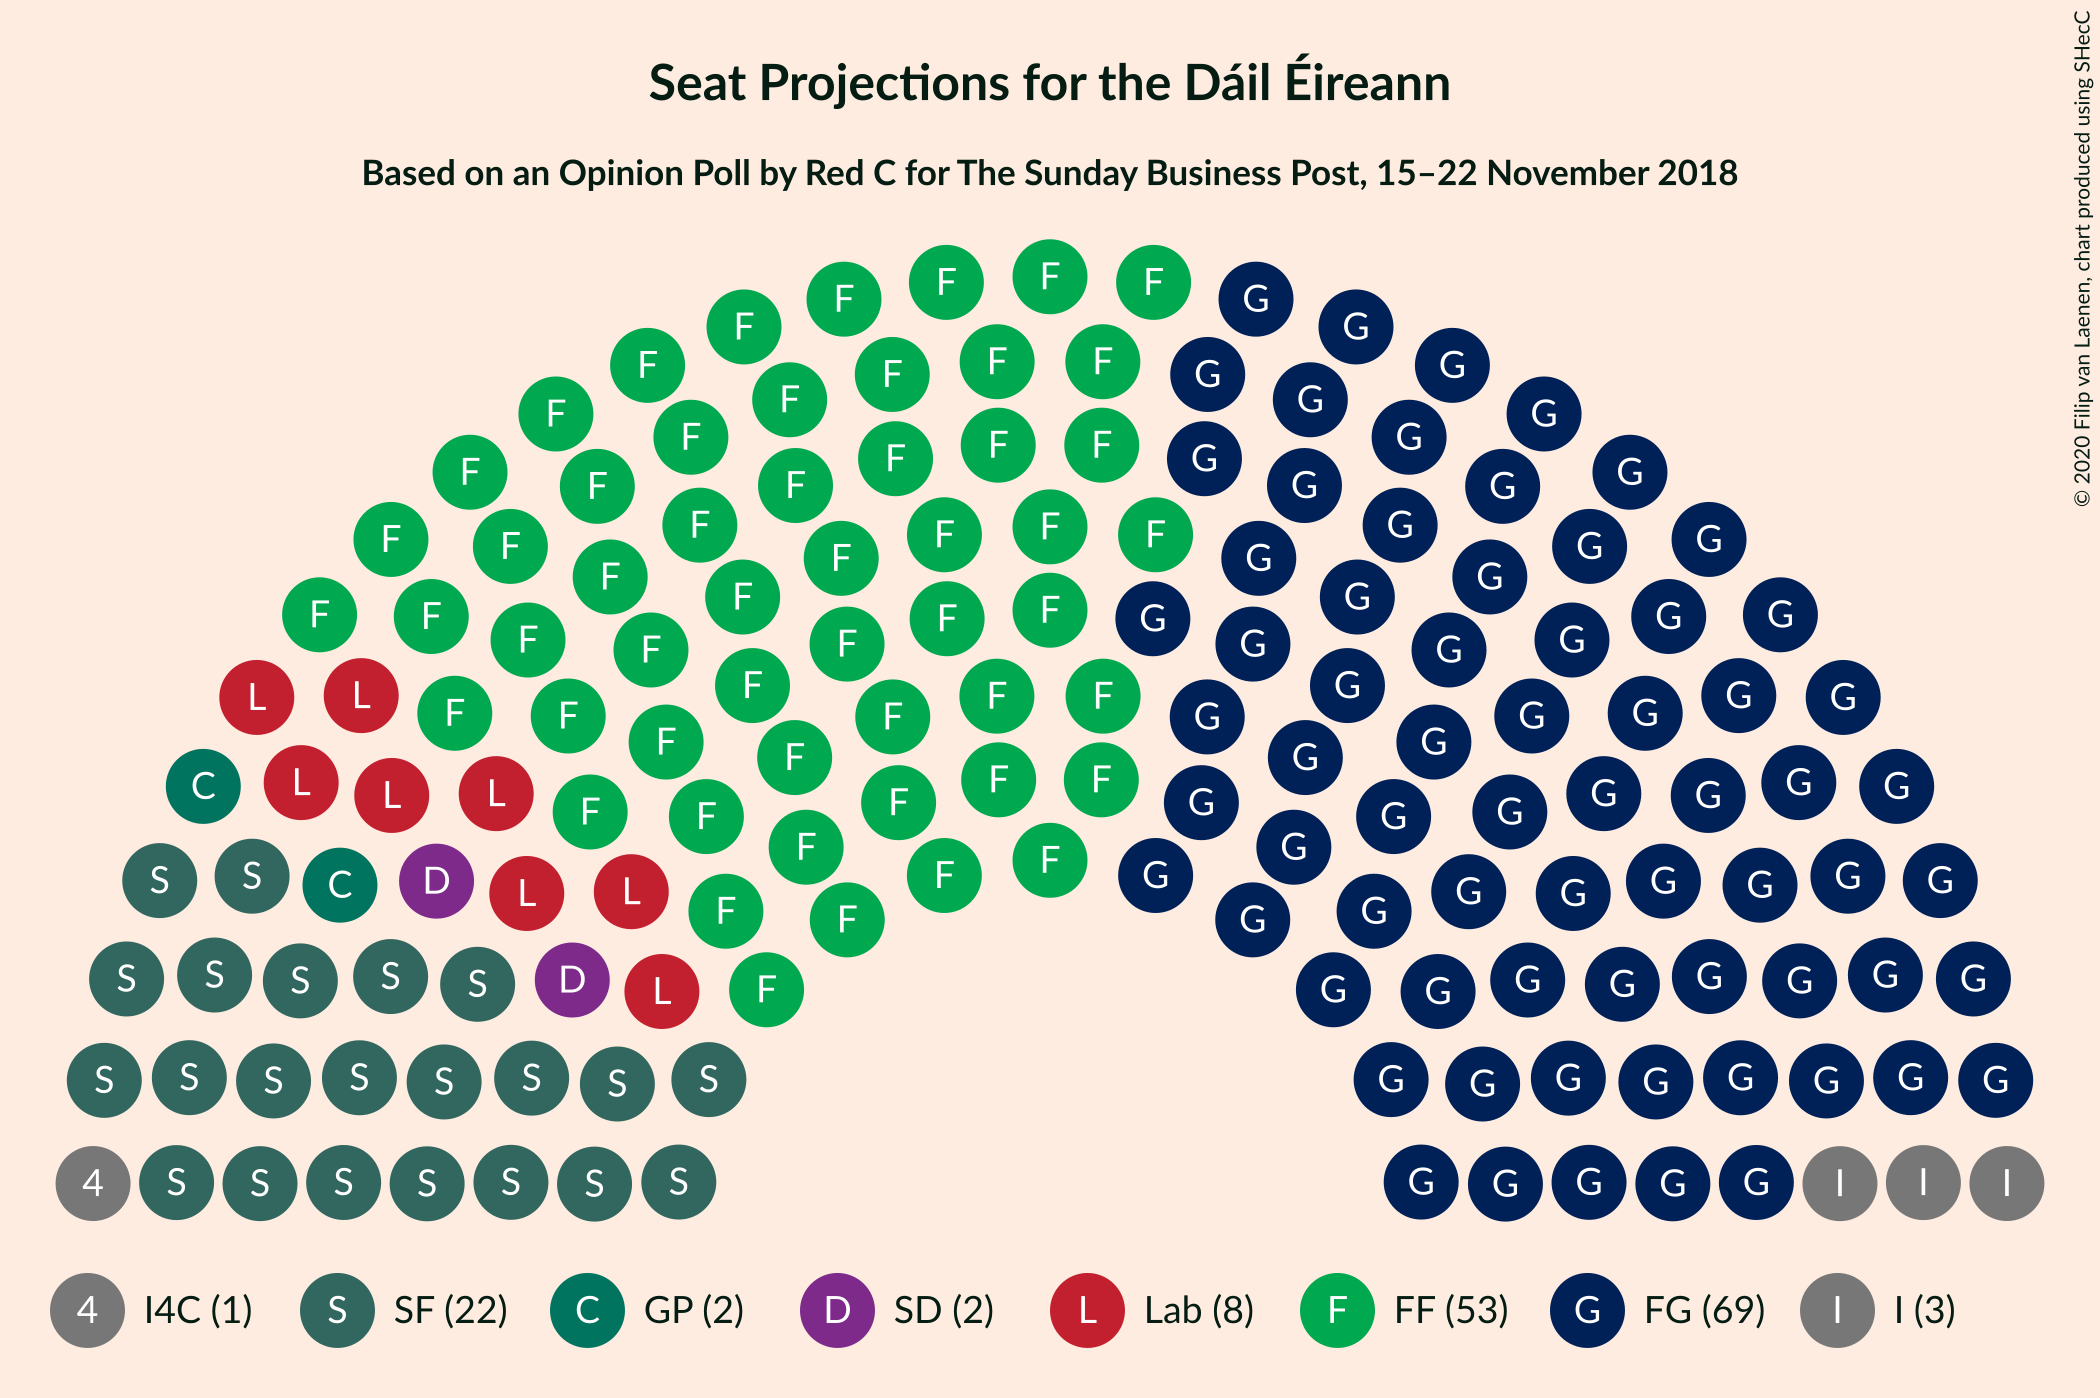 Seat Projections for the Dáil Éireann
Based on an Opinion Poll by Red C for The Sunday Business Post, 15–22 November 2018
© 2020 Filip van Laenen, chart produced using SHecC
F F F F F G G
F F F F G G G G
F F F F F G G G G
F F F F F G G G G G
F F F F F F G G G G G G
F F F F F F G G G G G G
L L F F F F F F F G G G G G G G G
C L L L F F F F F F G G G G G G G G G
S S C D L L F F F F G G G G G G G G G
S S S S S D L F G G G G G G G G
S S S S S S S S G G G G G G G G
4 S S S S S S S G G G G G I I I
4 I4C (1) S SF (22) C GP (2) D SD (2) L Lab (8) F FF (53) G FG (69) I I (3)